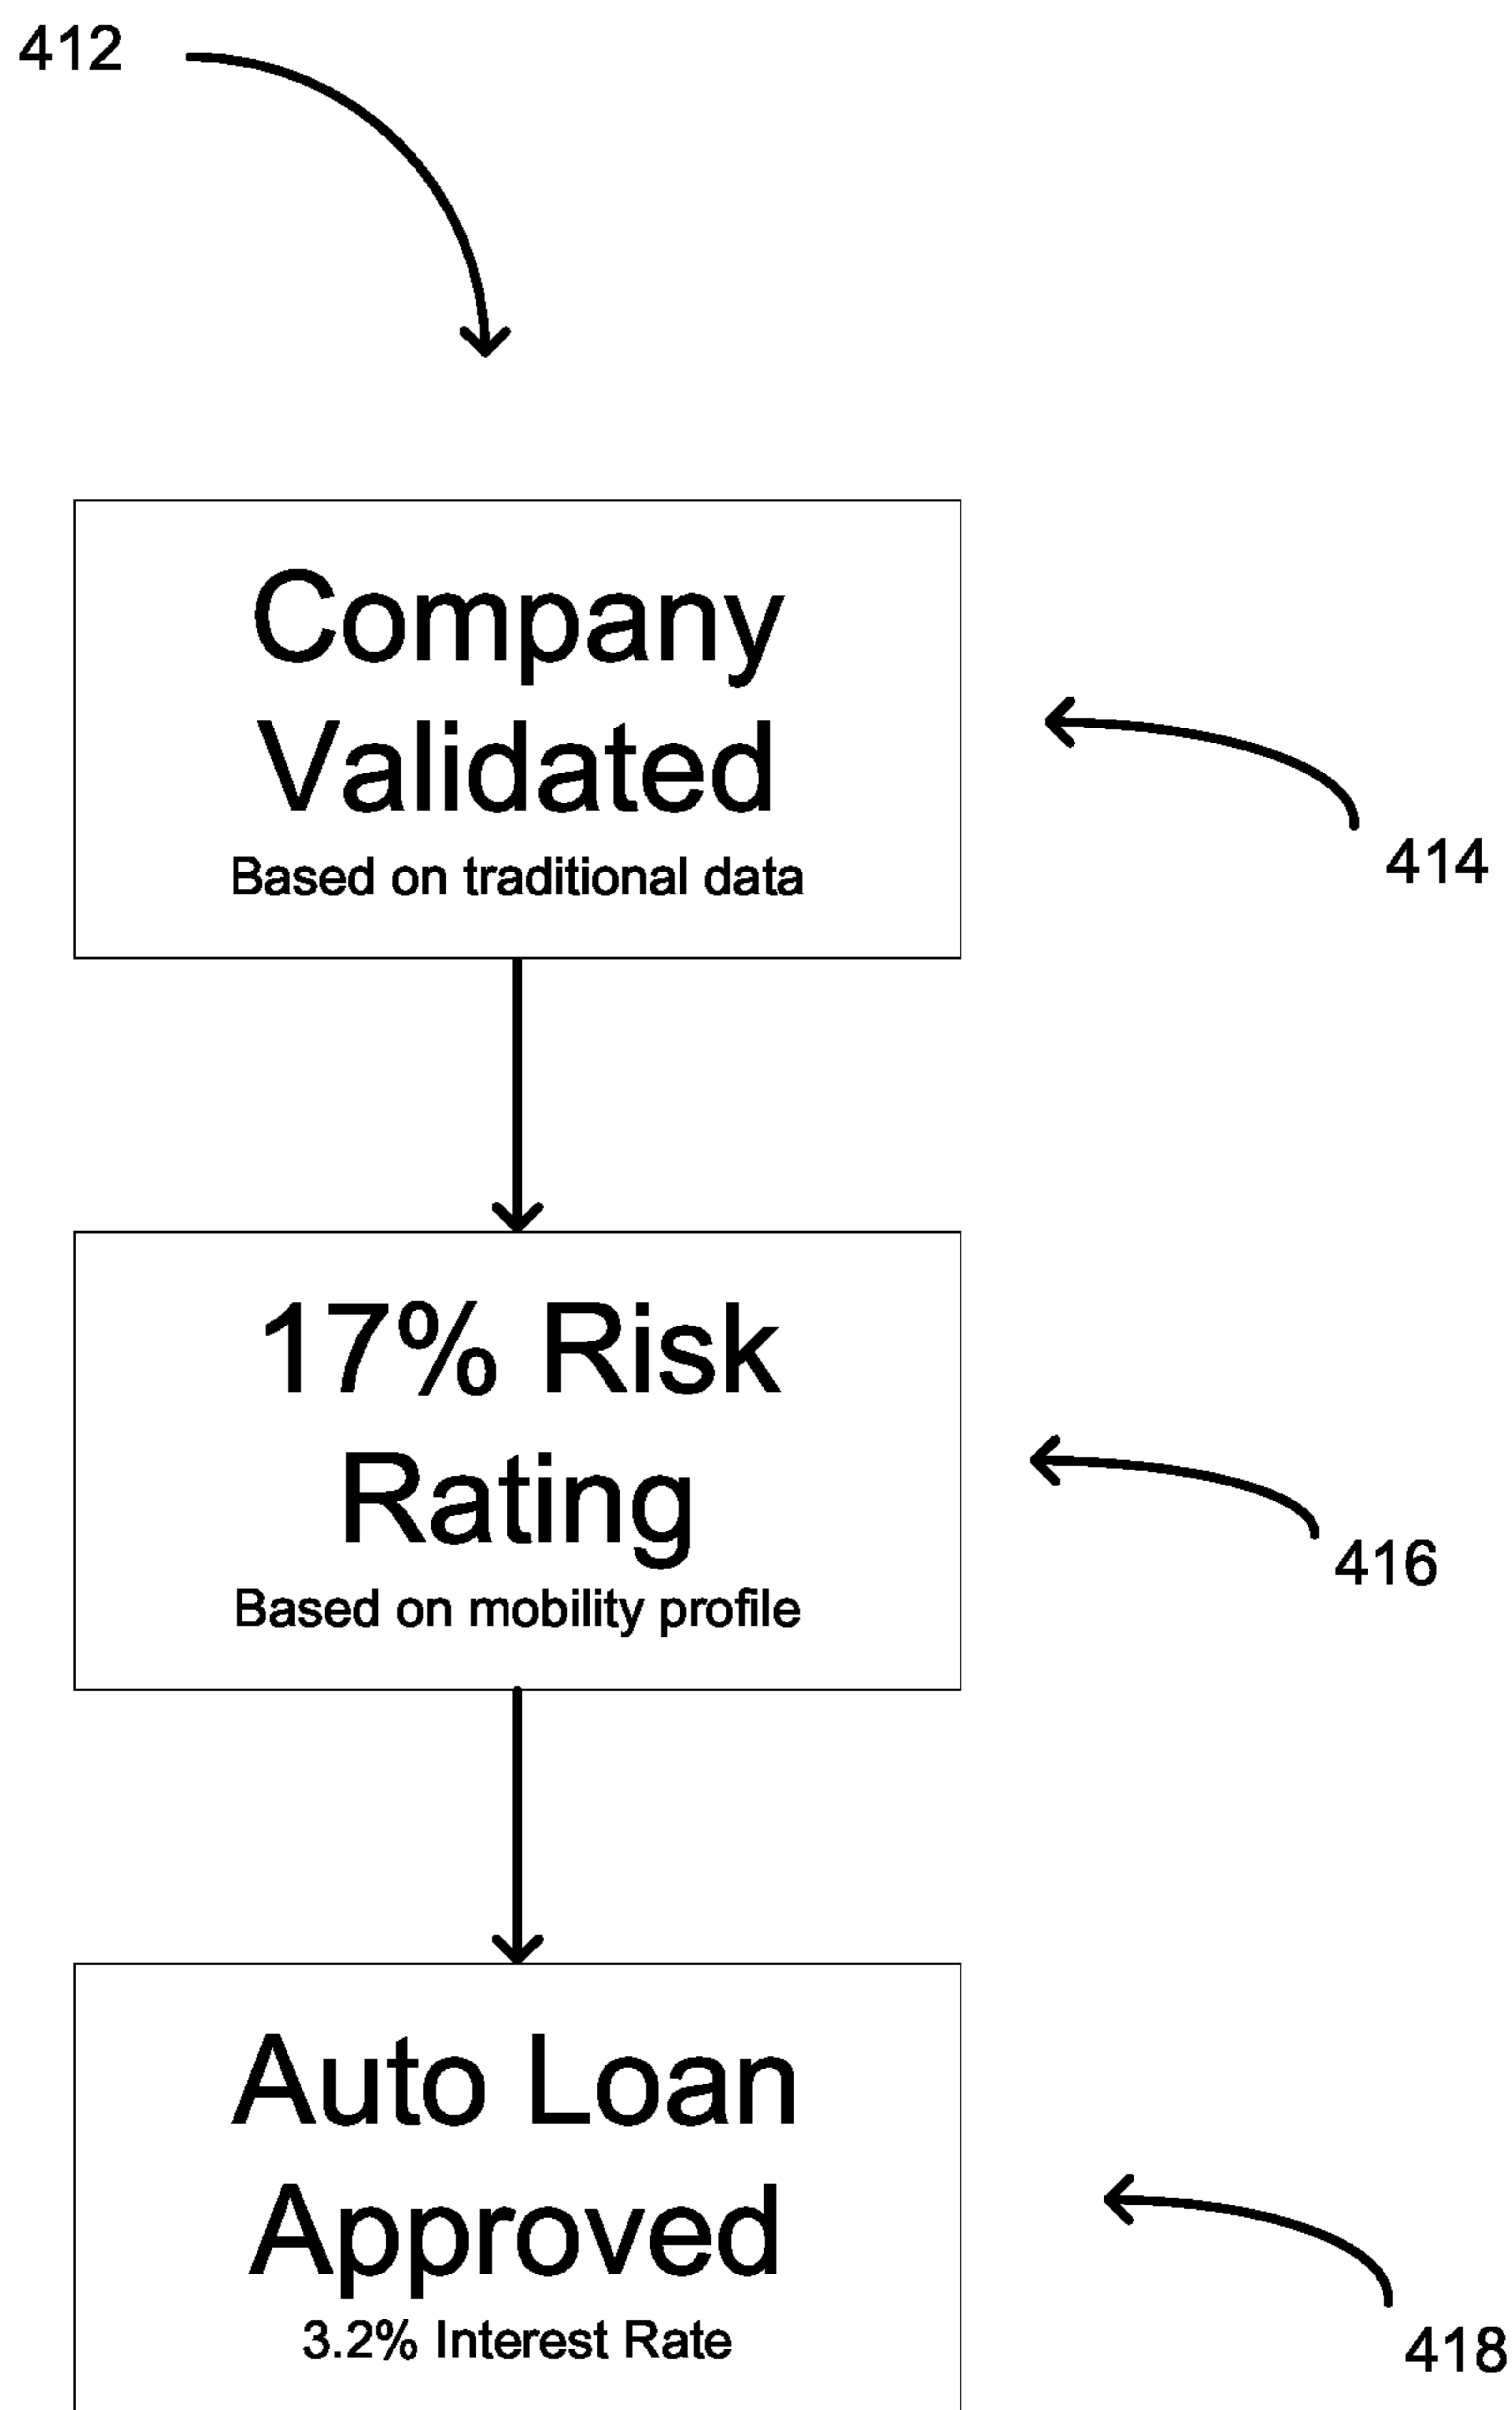 412
Company
Validated
Based on traditional data
414
17% Risk
Rating
Based on mobility profile
416
Auto Loan
Approved
3.2% Interest Rate
418